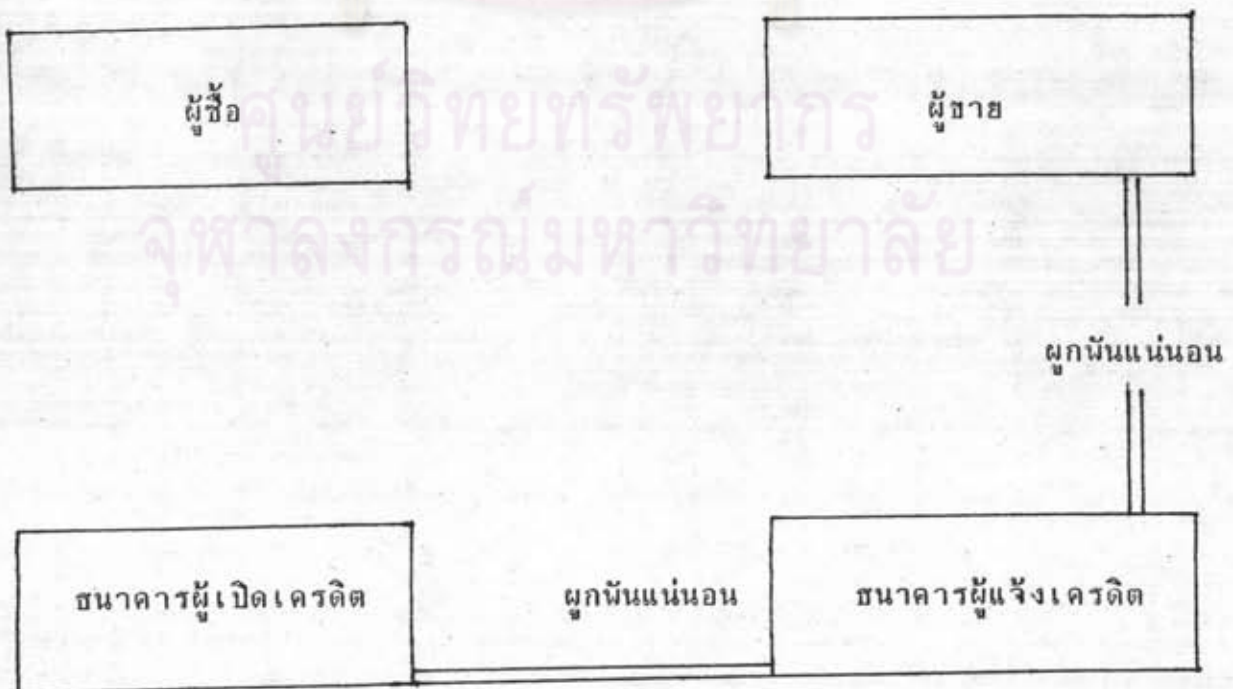 ผู้ซื้อ
ผู้ขาย
ศูนย์วิทยทรัพยากร
จุฬาลงกรณ์มหาวิทยาลัย
ผูกพันแน่นอน
ธนาคารผู้เปิดเครดิต
ผูกพันแน่นอน
ธนาคารผู้แจ้งเครดิต